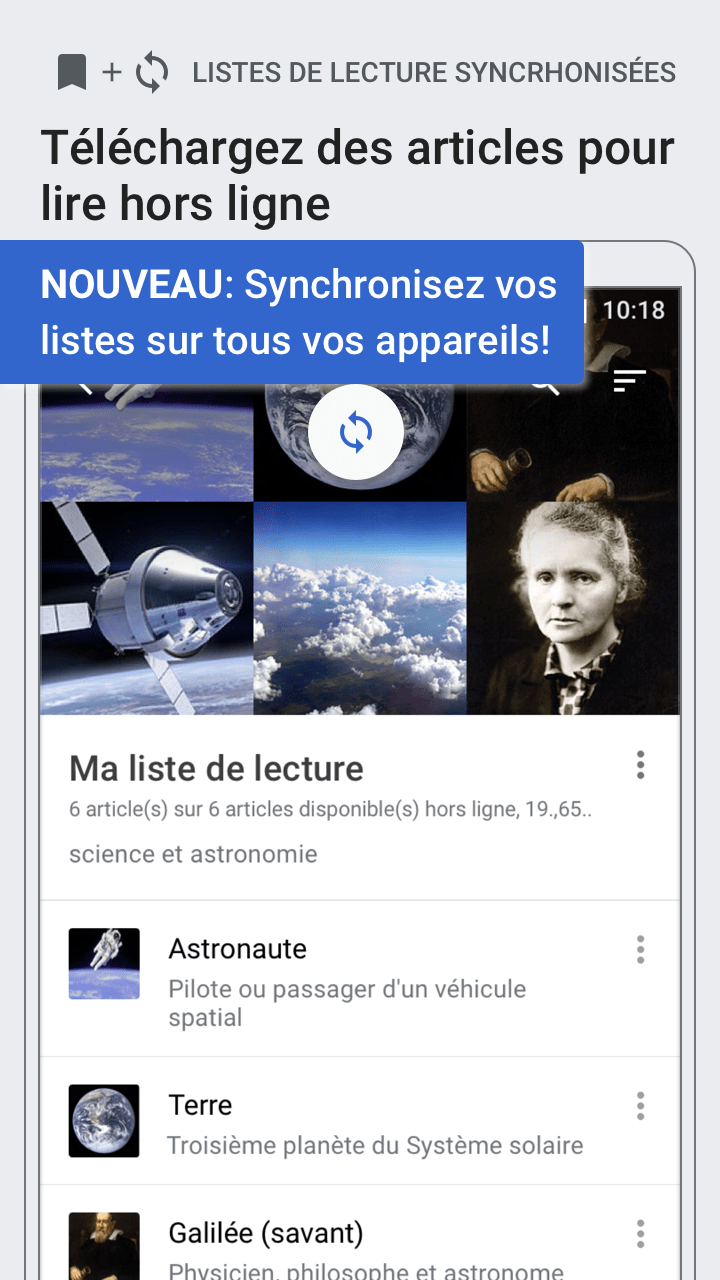 LISTES DE LECTURE SYNCRHONISÉES
Téléchargez des articles pour
lire hors ligne
NOUVEAU: Synchronisez vos
listes sur tous vos appareils!
10:18
Ma liste de lecture
6 article(s) sur 6 articles disponible(s) hors ligne, 19.,65..
science et astronomie
Astronaute
Pilote ou passager d'un véhicule
spatial
Terre
Troisième planète du Système solaire
Galilée (savant)
Physicien, philosophe et astronome